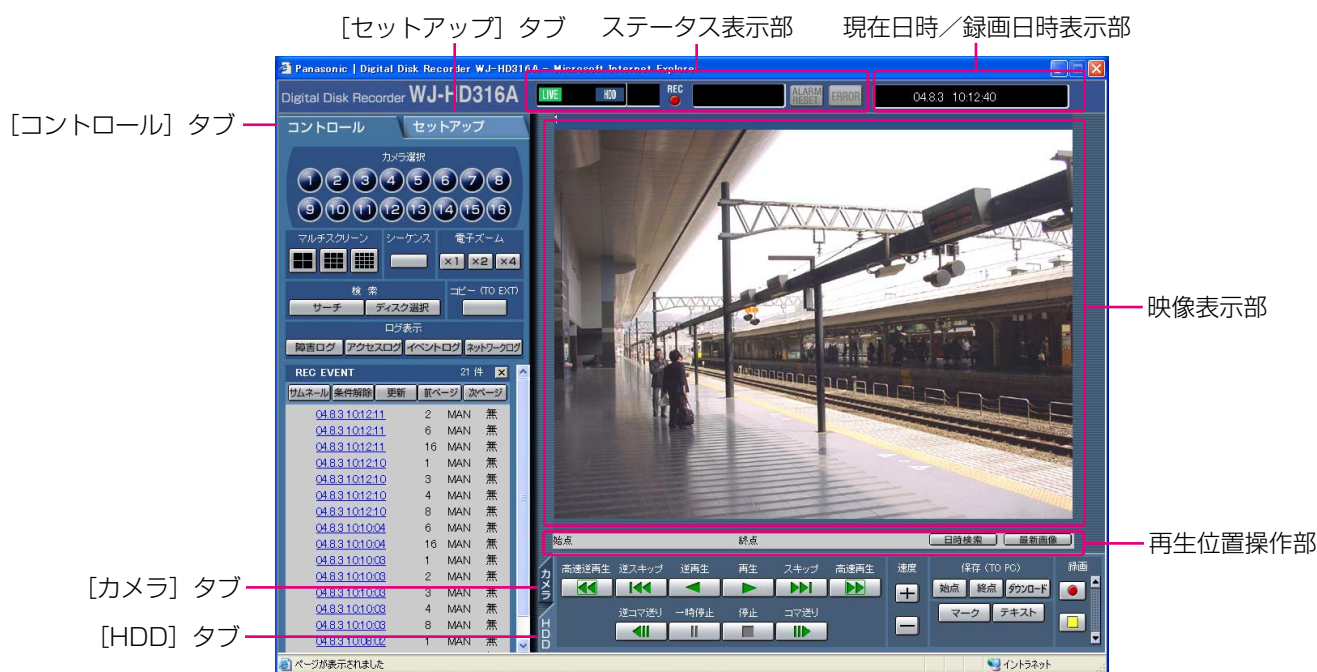 ［セットアップ］タブ
ステータス表示部
現在日時／録画日時表示部
Panasonic | Digital Disk Recorder WJ-HD316A - Microsoft Internet Explorer
Digital Disk Recorder WJ-HD316A
LIVE
HDD
REC
ALARM RESET
ERROR
04.8.3 10:12:40
［コントロール］タブ
コントロール
セットアップ
カメラ選択
1 2 3 4 5 6 7 8
9 10 11 12 13 14 15 16
マルチスクリーン
シーケンス
電子ズーム
×1 ×2 ×4
検 索
コピー (TO EXT)
サーチ
ディスク選択
ログ表示
障害ログ
アクセスログ
イベントログ
ネットワークログ
REC EVENT
21 件
サムネール
条件解除
更新
前ページ
次ページ
04.8.3 10:12:11 2 MAN 無
04.8.3 10:12:11 6 MAN 無
04.8.3 10:12:11 16 MAN 無
04.8.3 10:12:10 1 MAN 無
04.8.3 10:12:10 3 MAN 無
04.8.3 10:12:10 4 MAN 無
04.8.3 10:12:10 8 MAN 無
04.8.3 10:10:04 6 MAN 無
04.8.3 10:10:04 16 MAN 無
04.8.3 10:10:03 1 MAN 無
04.8.3 10:10:03 2 MAN 無
04.8.3 10:10:03 3 MAN 無
04.8.3 10:10:03 4 MAN 無
04.8.3 10:10:03 8 MAN 無
04.8.3 10:08:02 1 MAN 無
映像表示部
始点
終点
日時検索
最新画像
再生位置操作部
［カメラ］タブ
［HDD］タブ
カメラ
HDD
高速逆再生
逆スキップ
逆再生
再生
スキップ
高速再生
逆コマ送り
一時停止
停止
コマ送り
速度
保存 (TO PC)
始点
終点
ダウンロード
マーク
テキスト
録画
ページが表示されました
イントラネット